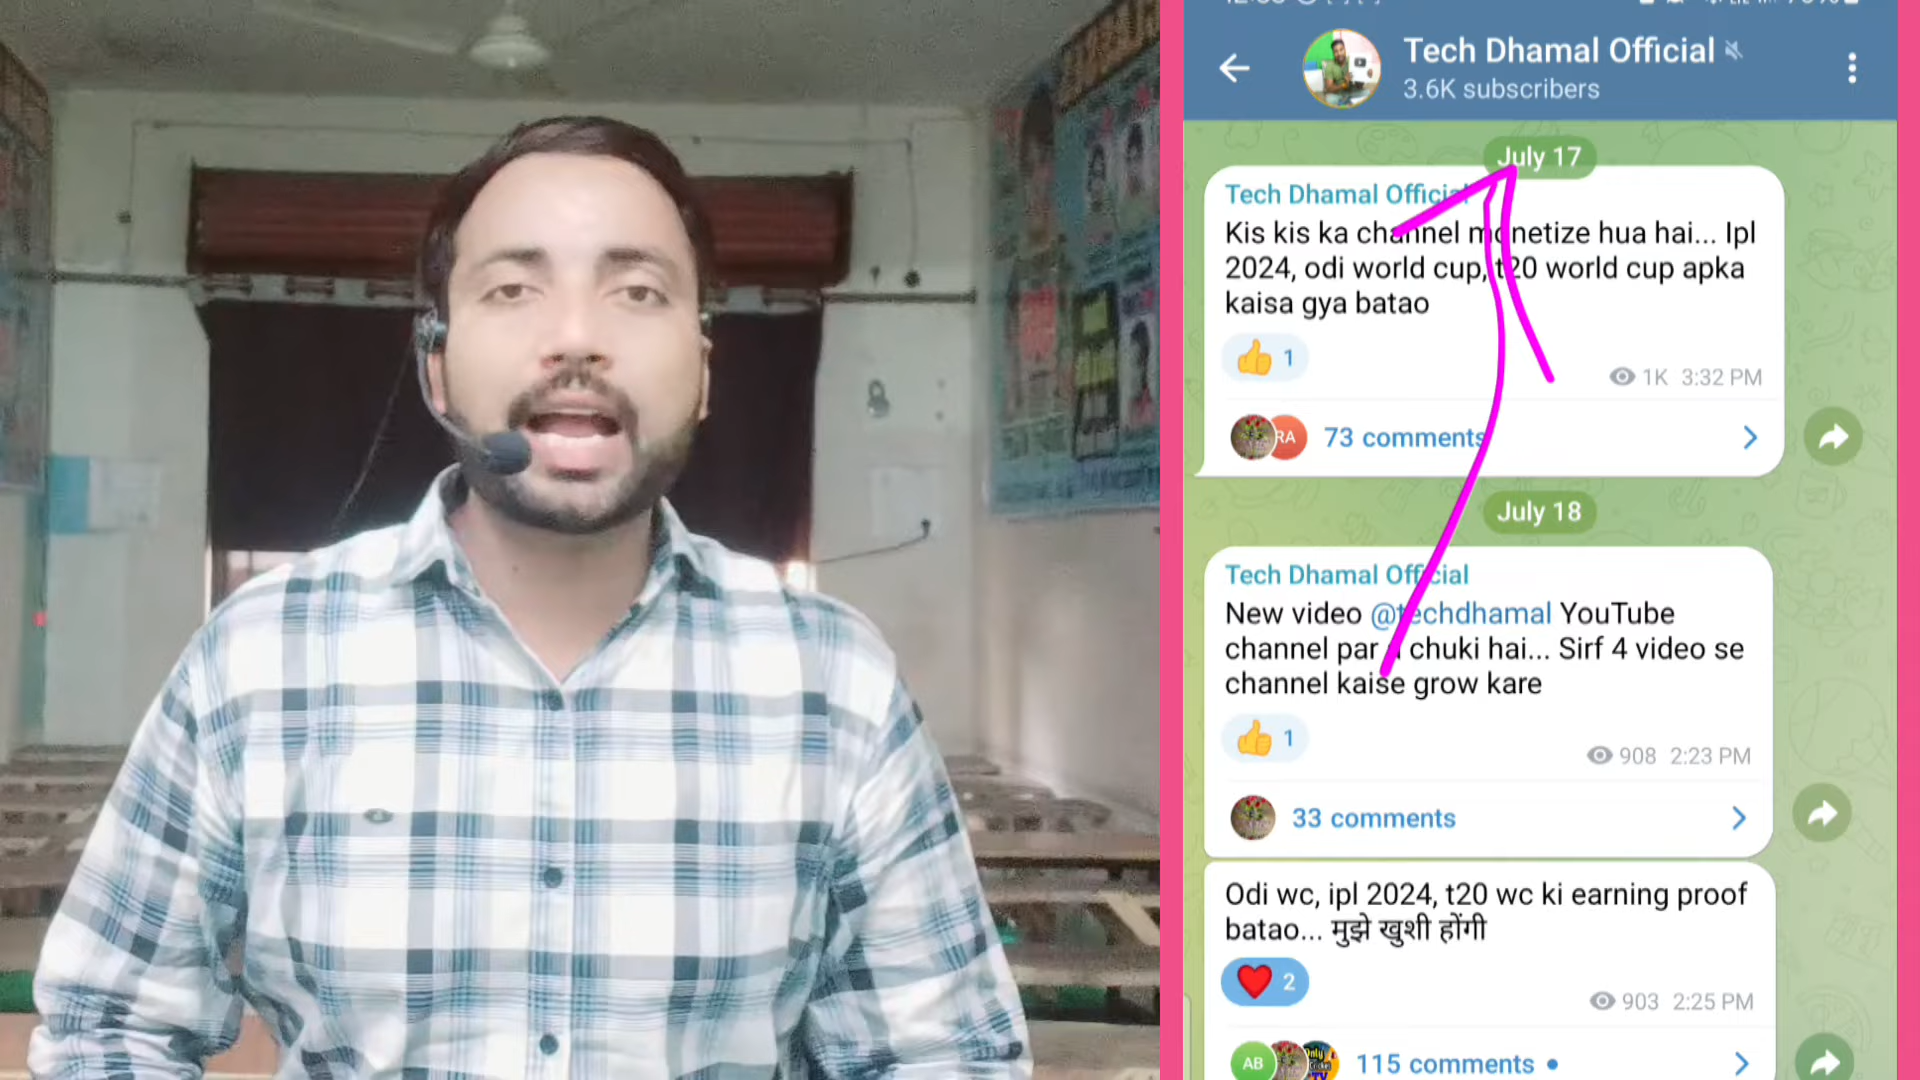 Tech Dhamal Official
3.6K subscribers
July 17
Tech Dhamal Official
Kis kis ka channel monetize hua hai... Ipl
2024, odi world cup, t20 world cup apka
kaisa gya batao
👍 1
1K 3:32 PM
RA
73 comments
July 18
Tech Dhamal Official
New video @techdhamal YouTube
channel par a chuki hai... Sirf 4 video se
channel kaise grow kare
👍 1
908 2:23 PM
33 comments
Odi wc, ipl 2024, t20 wc ki earning proof
batao... मुझे खुशी होंगी
❤️ 2
903 2:25 PM
AB
115 comments